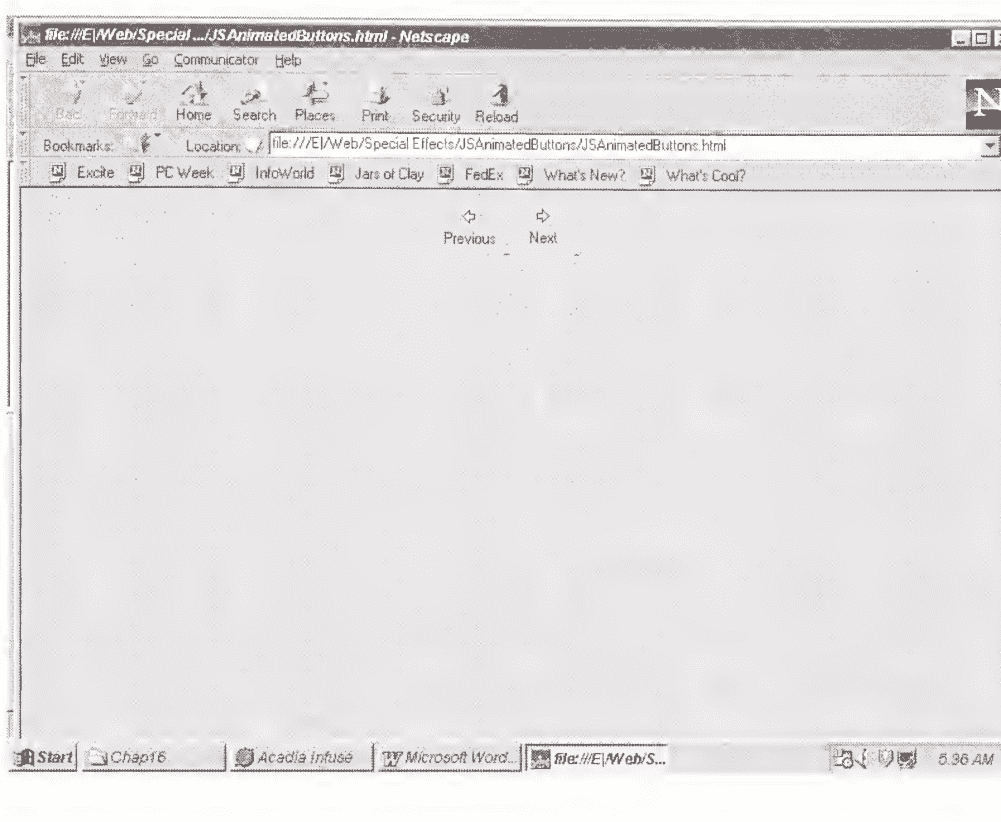 file:///E|/Web/Special .../JSAnimatedButtons.html - Netscape
File Edit View Go Communicator Help
Back Forward Home Search Places Print Security Reload
N
Bookmarks: Location: file:///E|/Web/Special Effects/JSAnimatedButtons/JSAnimatedButtons.html
Excite PC Week InfoWorld Jars of Clay FedEx What's New? What's Cool?
Previous Next
Start Chap16 Acadia Infuse Microsoft Word... file:///E|/Web/S... 5:36 AM